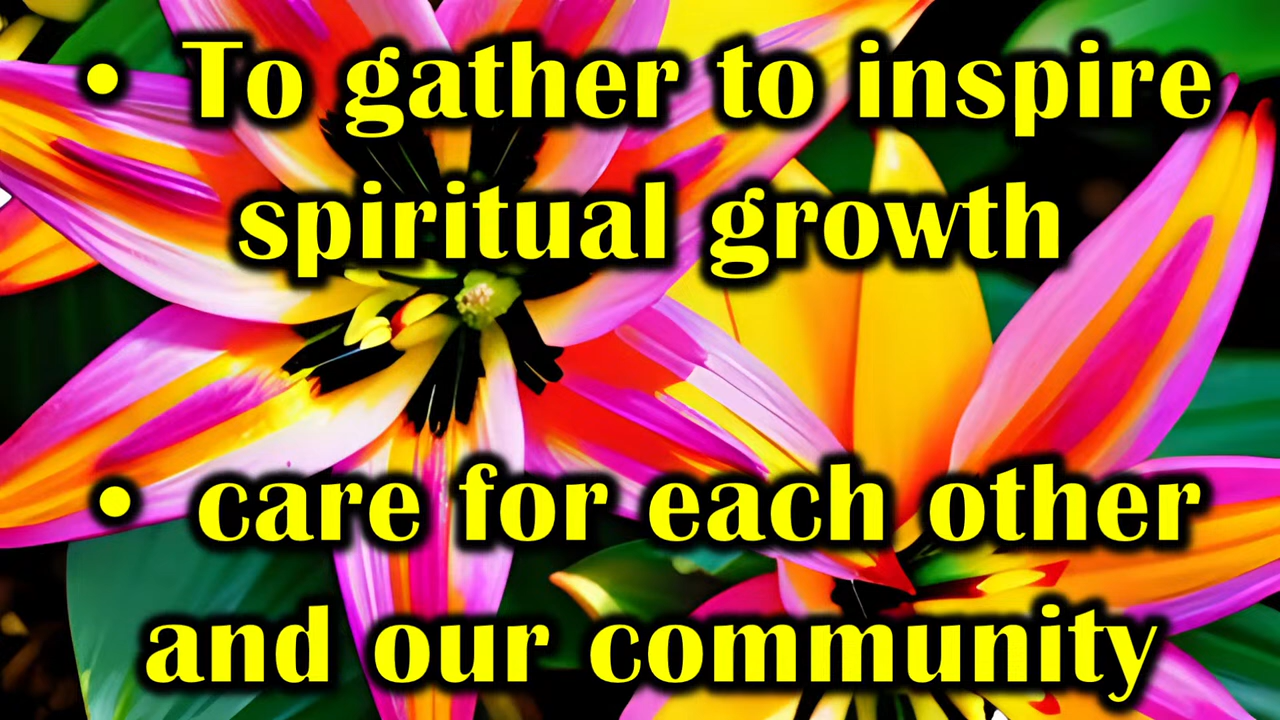 • To gather to inspire
spiritual growth
• care for each other
and our community